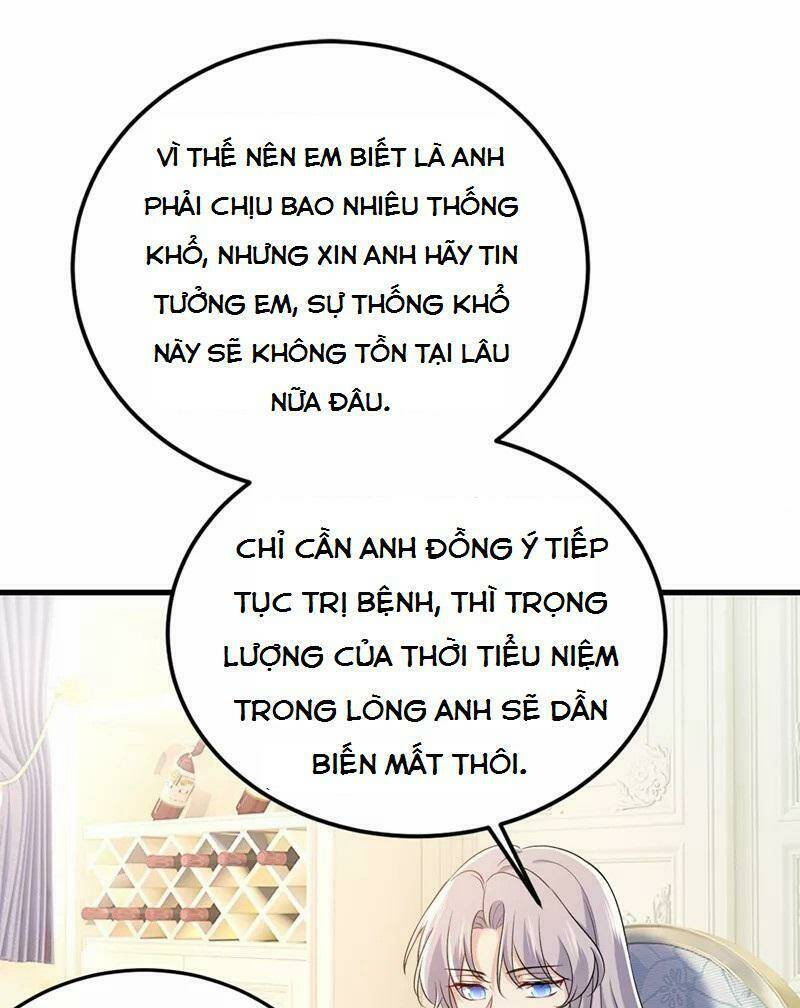 VÌ THẾ NÊN EM BIẾT LÀ ANH
PHẢI CHỊU BAO NHIÊU THỐNG
KHỔ, NHƯNG XIN ANH HÃY TIN
TƯỞNG EM, SỰ THỐNG KHỔ
NÀY SẼ KHÔNG TỒN TẠI LÂU
NỮA ĐÂU.
CHỈ CẦN ANH ĐỒNG Ý TIẾP
TỤC TRỊ BỆNH, THÌ TRỌNG
LƯỢNG CỦA THỜI TIỂU NIỆM
TRONG LÒNG ANH SẼ DẦN
BIẾN MẤT THÔI.